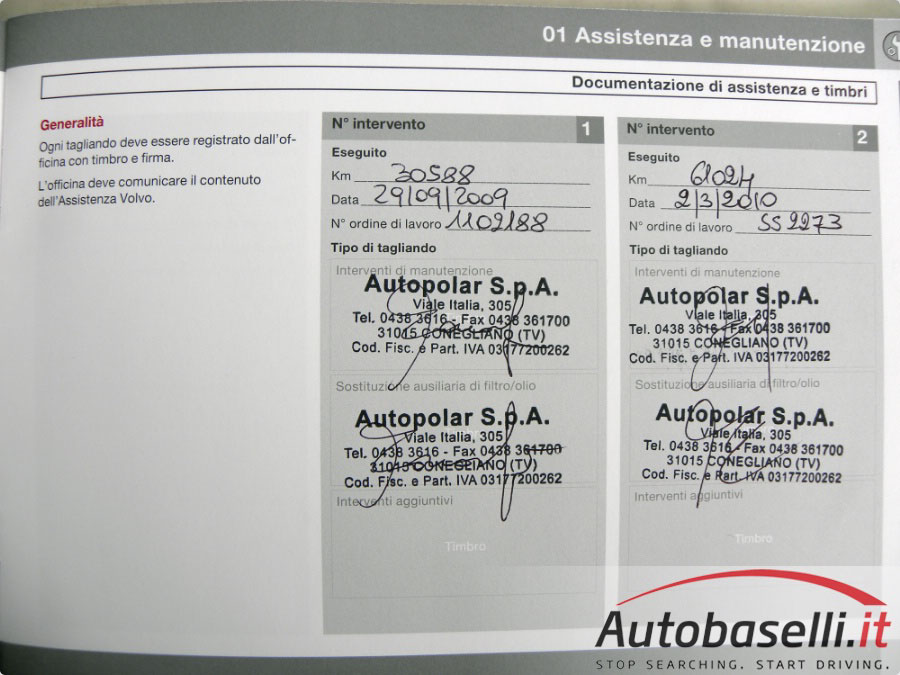 01 Assistenza e manutenzione
Documentazione di assistenza e timbri
Generalità
Ogni tagliando deve essere registrato dall'of-
ficina con timbro e firma.
L'officina deve comunicare il contenuto
dell'Assistenza Volvo.
N° intervento 1
Eseguito
Km 30588
Data 29/09/2009
N° ordine di lavoro 1102188
Tipo di tagliando
Interventi di manutenzione
Autopolar S.p.A.
Viale Italia, 305
Tel. 0438 3616 - Fax 0438 361700
31015 CONEGLIANO (TV)
Cod. Fisc. e Part. IVA 03177200262
Sostituzione ausiliaria di filtro/olio
Autopolar S.p.A.
Viale Italia, 305
Tel. 0438 3616 - Fax 0438 361700
31015 CONEGLIANO (TV)
Cod. Fisc. e Part. IVA 03177200262
Interventi aggiuntivi
Timbro
N° intervento 2
Eseguito
Km 61024
Data 2/3/2010
N° ordine di lavoro SS 2273
Tipo di tagliando
Interventi di manutenzione
Autopolar S.p.A.
Viale Italia, 305
Tel. 0438 3616 - Fax 0438 361700
31015 CONEGLIANO (TV)
Cod. Fisc. e Part. IVA 03177200262
Sostituzione ausiliaria di filtro/olio
Autopolar S.p.A.
Viale Italia, 305
Tel. 0438 3616 - Fax 0438 361700
31015 CONEGLIANO (TV)
Cod. Fisc. e Part. IVA 03177200262
Interventi aggiuntivi
Timbro
Autobaselli.it
STOP SEARCHING. START DRIVING.